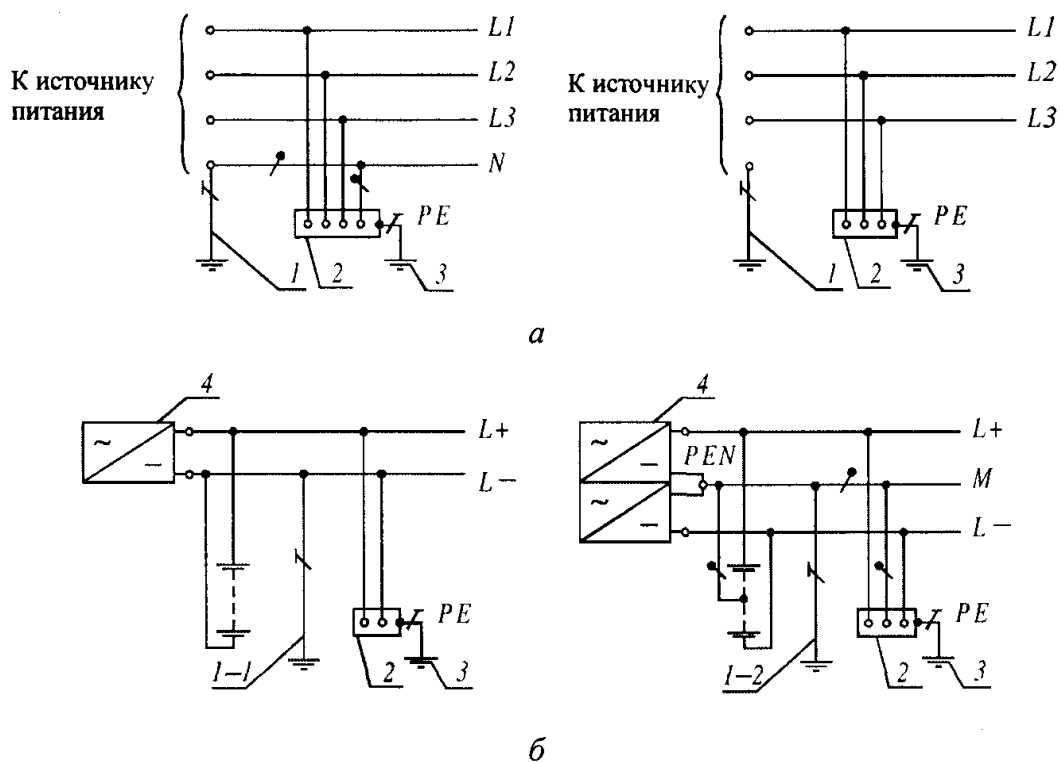 L1
К источнику
питания
L2
L3
N
PE
1
2
3
L1
К источнику
питания
L2
L3
PE
1
2
3
а
4
~
–
L+
L–
PE
1–1
2
3
4
~
–
~
–
PEN
L+
M
L–
PE
1–2
2
3
б